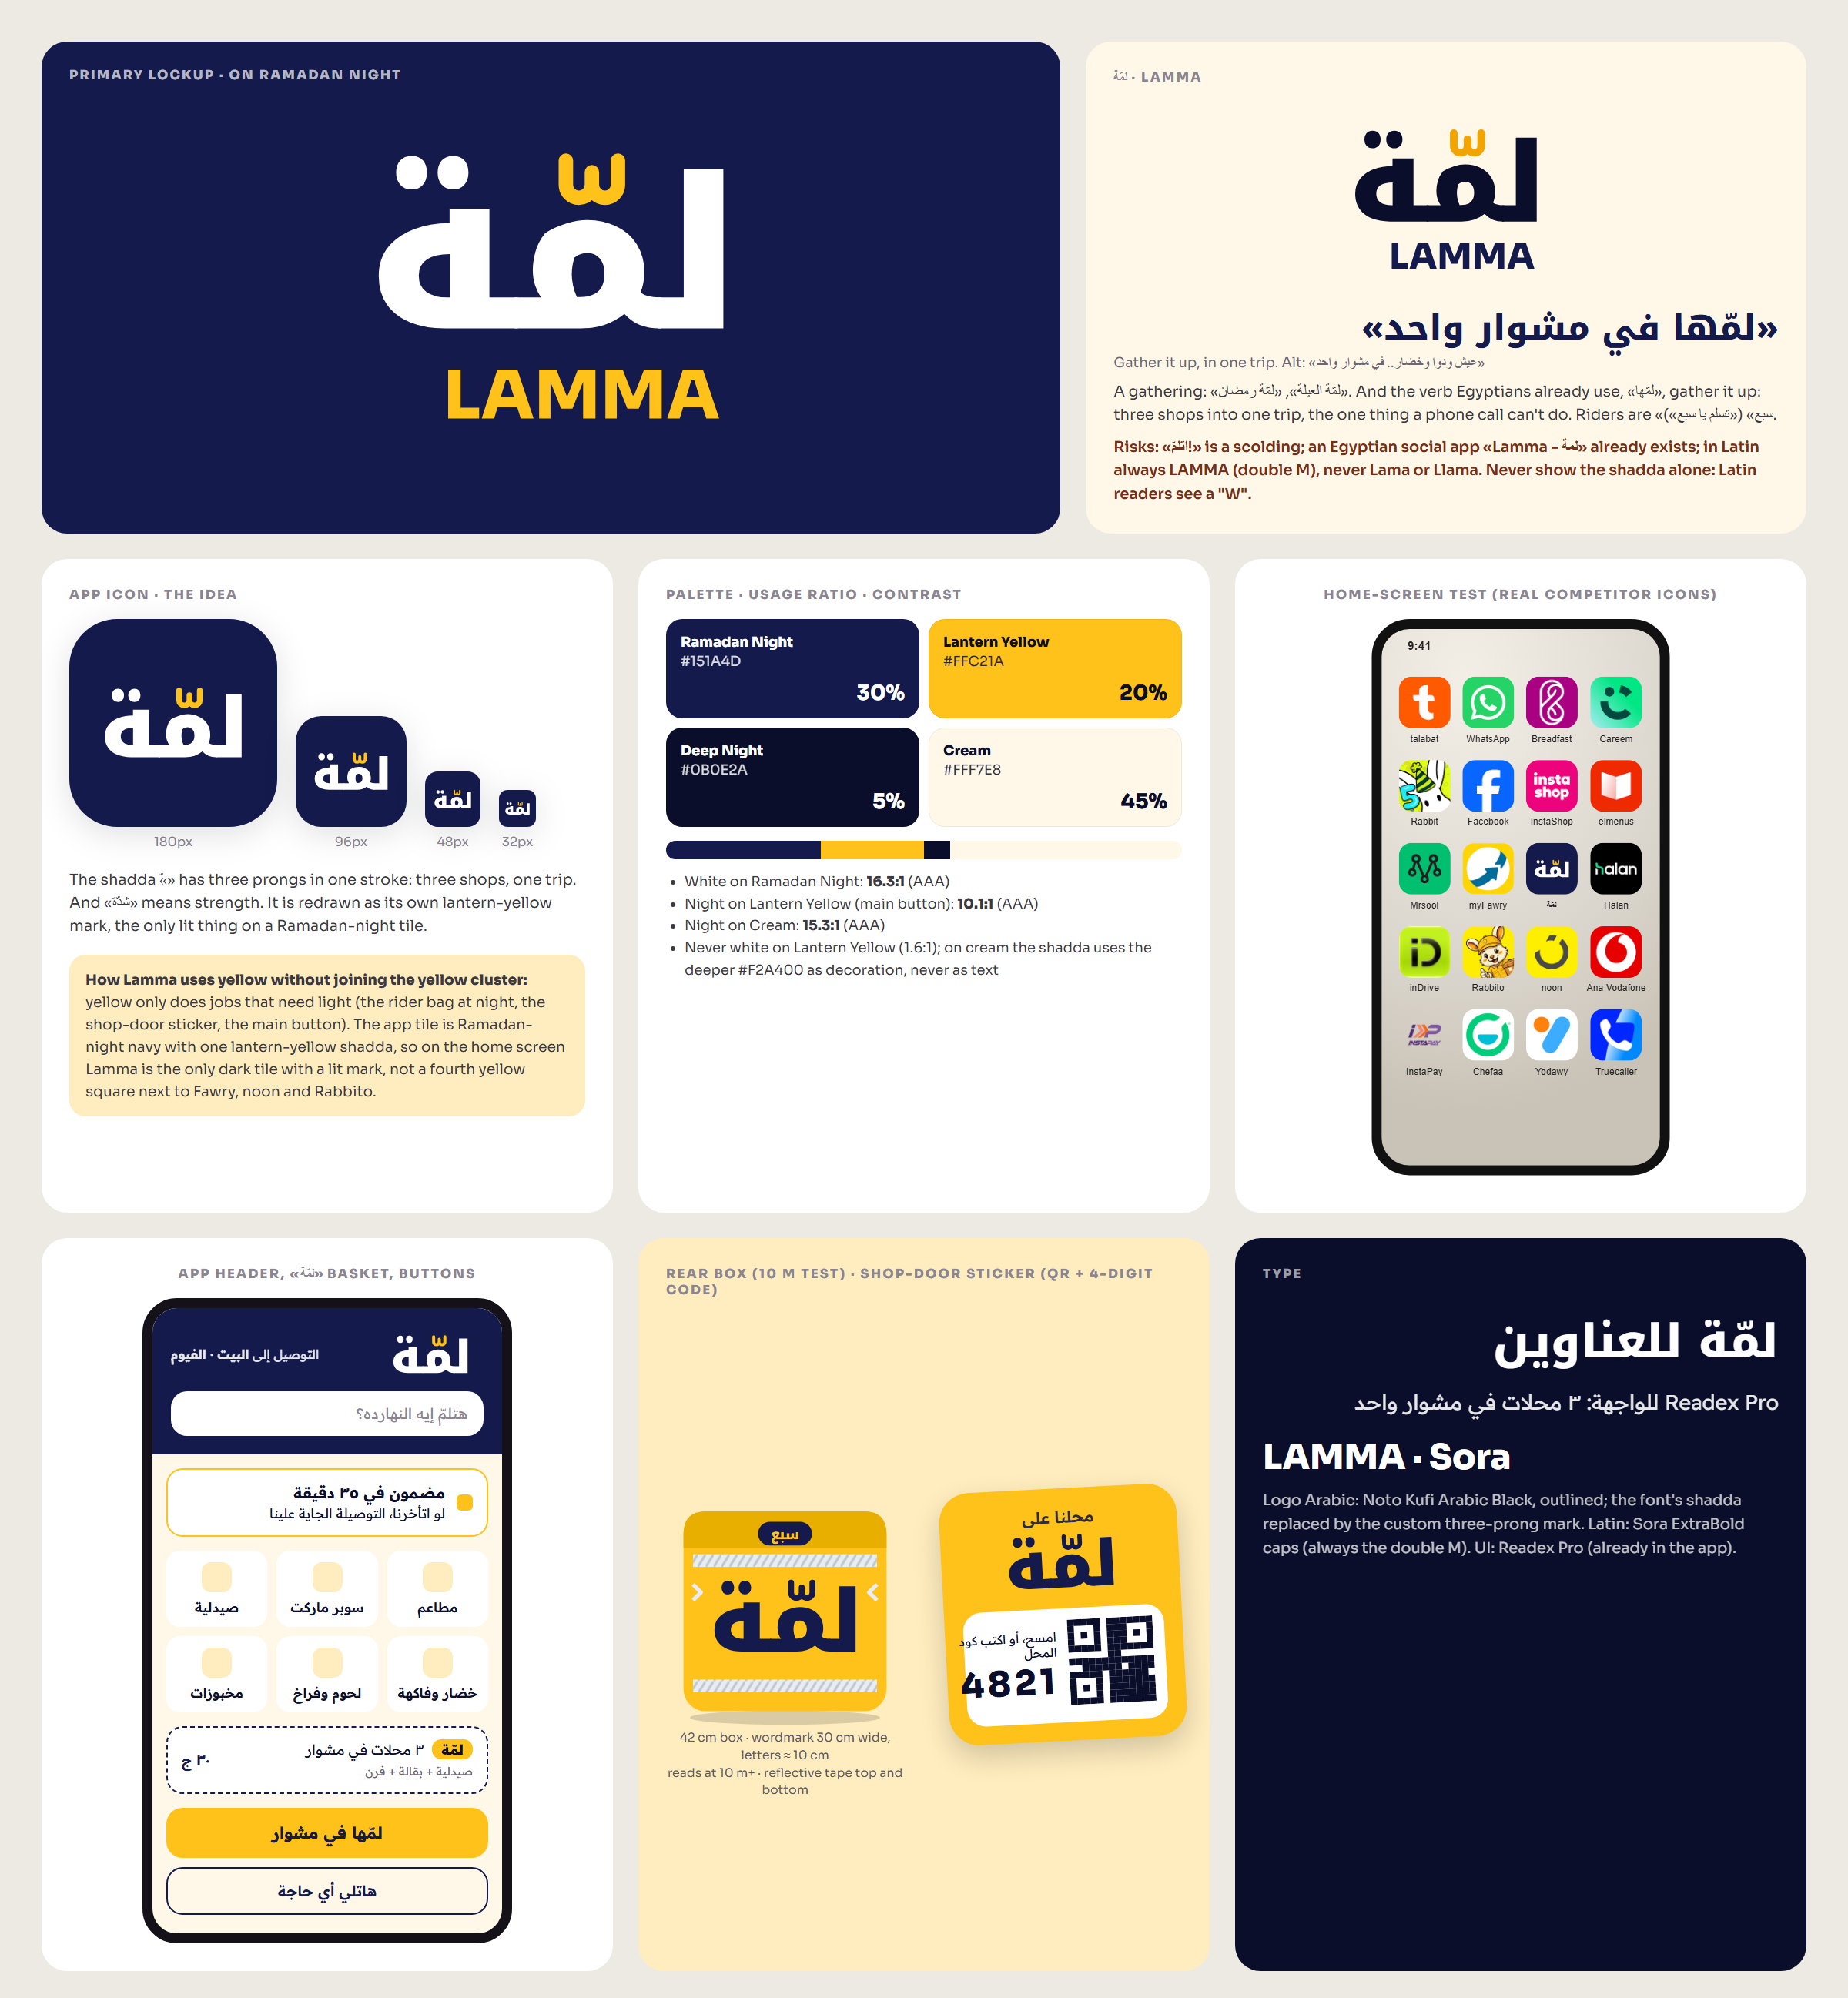 PRIMARY LOCKUP · ON RAMADAN NIGHT
لمّة
LAMMA
لمّة · LAMMA
لمّة
LAMMA
«لمّها في مشوار واحد»
Gather it up, in one trip. Alt: «عيش ودوا وخضار.. في مشوار واحد»
A gathering: «لمّة العيلة», «لمّة رمضان». And the verb Egyptians already use, «لمّها», gather it up:
three shops into one trip, the one thing a phone call can't do. Riders are «سبع» («تسلم يا سبع»).
Risks: «اتلمّ!» is a scolding; an Egyptian social app «Lamma - لمة» already exists; in Latin
always LAMMA (double M), never Lama or Llama. Never show the shadda alone: Latin
readers see a "W".
APP ICON · THE IDEA
لمّة
لمّة
لمّة
لمّة
180px
96px
48px
32px
The shadda «ّ» has three prongs in one stroke: three shops, one trip.
And «شدّة» means strength. It is redrawn as its own lantern-yellow
mark, the only lit thing on a Ramadan-night tile.
How Lamma uses yellow without joining the yellow cluster:
yellow only does jobs that need light (the rider bag at night, the
shop-door sticker, the main button). The app tile is Ramadan-
night navy with one lantern-yellow shadda, so on the home screen
Lamma is the only dark tile with a lit mark, not a fourth yellow
square next to Fawry, noon and Rabbito.
PALETTE · USAGE RATIO · CONTRAST
Ramadan Night
#151A4D
30%
Lantern Yellow
#FFC21A
20%
Deep Night
#0B0E2A
5%
Cream
#FFF7E8
45%
• White on Ramadan Night: 16.3:1 (AAA)
• Night on Lantern Yellow (main button): 10.1:1 (AAA)
• Night on Cream: 15.3:1 (AAA)
• Never white on Lantern Yellow (1.6:1); on cream the shadda uses the
deeper #F2A400 as decoration, never as text
HOME-SCREEN TEST (REAL COMPETITOR ICONS)
9:41
t
talabat
WhatsApp
Breadfast
Careem
5
Rabbit
f
Facebook
insta
shop
InstaShop
elmenus
Mrsool
myFawry
لمّة
لمّة
halan
Halan
iD
inDrive
Rabbito
noon
Ana Vodafone
INSTAPAY
InstaPay
Chefaa
Yodawy
Truecaller
APP HEADER, «لمّة» BASKET, BUTTONS
لمّة
التوصيل إلى البيت · الفيوم
هتلمّ إيه النهارده؟
مضمون في ٣٥ دقيقة
لو اتأخرنا، التوصيلة الجاية علينا
مطاعم
سوبر ماركت
صيدلية
خضار وفاكهة
لحوم وفراخ
مخبوزات
لمّة ٣ محلات في مشوار
صيدلية + بقالة + فرن
٣٠ ج
لمّها في مشوار
هاتلي أي حاجة
REAR BOX (10 M TEST) · SHOP-DOOR STICKER (QR + 4-DIGIT
CODE)
سبع
لمّة
42 cm box · wordmark 30 cm wide,
letters ≈ 10 cm
reads at 10 m+ · reflective tape top and
bottom
محلنا على
لمّة
امسح، أو اكتب كود
المحل
4821
TYPE
لمّة للعناوين
Readex Pro للواجهة: ٣ محلات في مشوار واحد
LAMMA · Sora
Logo Arabic: Noto Kufi Arabic Black, outlined; the font's shadda
replaced by the custom three-prong mark. Latin: Sora ExtraBold
caps (always the double M). UI: Readex Pro (already in the app).